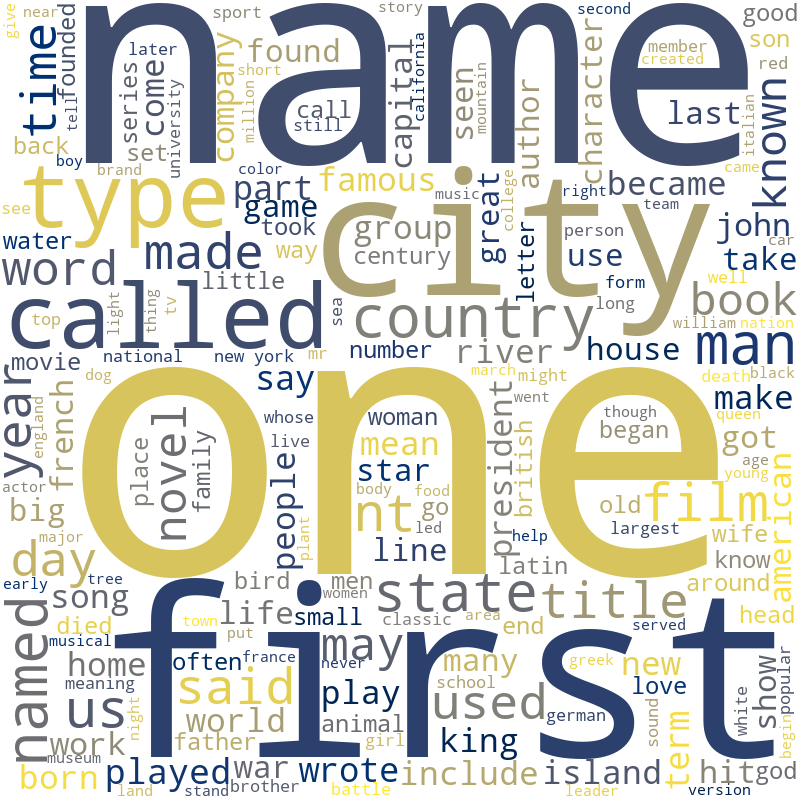 give
near
story
second
name
sport
good
time
founded
later
tell
series
come
university
set
company
found
short
million
call
still
capital
california
seen
mountain
author
character
member
created
last
son
red
known
italian
back
boy
brand
color
came
type
part
famous
music
great
college
right
became
see
game
took
city
group
person
team
john
car
water
made
way
century
letter
use
take
word
little
form
well
called
light
thing
tv
sea
country
long
book
top
william
nation
national
new york
mr
number
river
house
man
movie
year
england
french
dog
say
march
might
death
black
one
whose
woman
president
went
though
make
place
novel
family
live
mean
british
began
queen
got
age
young
actor
big
people
star
body
food
nt
go
old
film
american
major
plant
led
help
largest
wife
line
know
day
early
tree
bird
men
latin
around
named
song
women
state
title
head
first
life
small
classic
area
end
served
died
town
put
may
many
musical
often
france
never
greek
new
show
popular
home
meaning
said
play
school
used
love
white
us
night
world
animal
german
sound
term
begin
work
museum
father
girl
king
born
played
war
wrote
include
island
hit
god
land
stand
brother
battle
leader
version